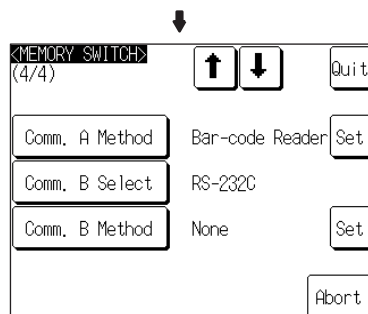 <MEMORY SWITCH>
(4/4)
Quit
Comm. A Method Bar-code Reader Set
Comm. B Select RS-232C
Comm. B Method None Set
Abort